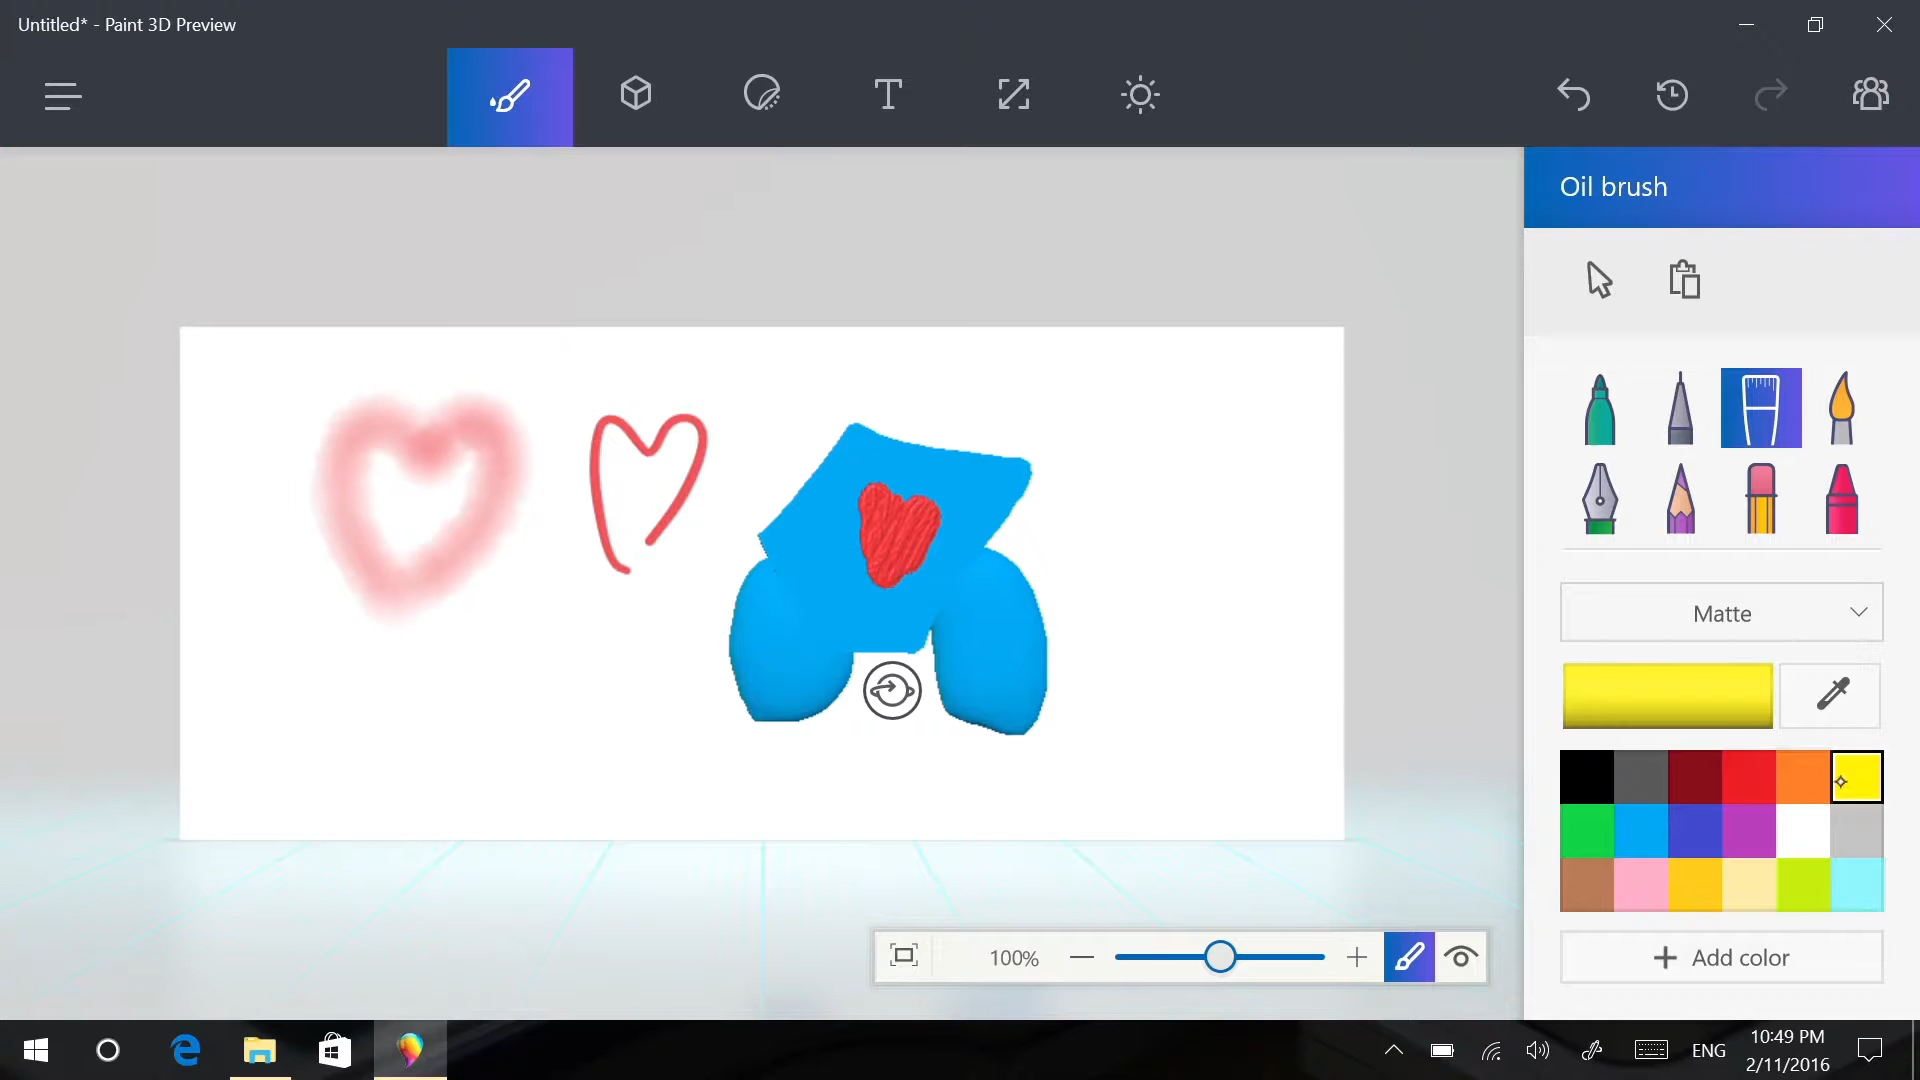 Untitled* - Paint 3D Preview
Oil brush
Matte
Add color
100%
ENG
10:49 PM
2/11/2016